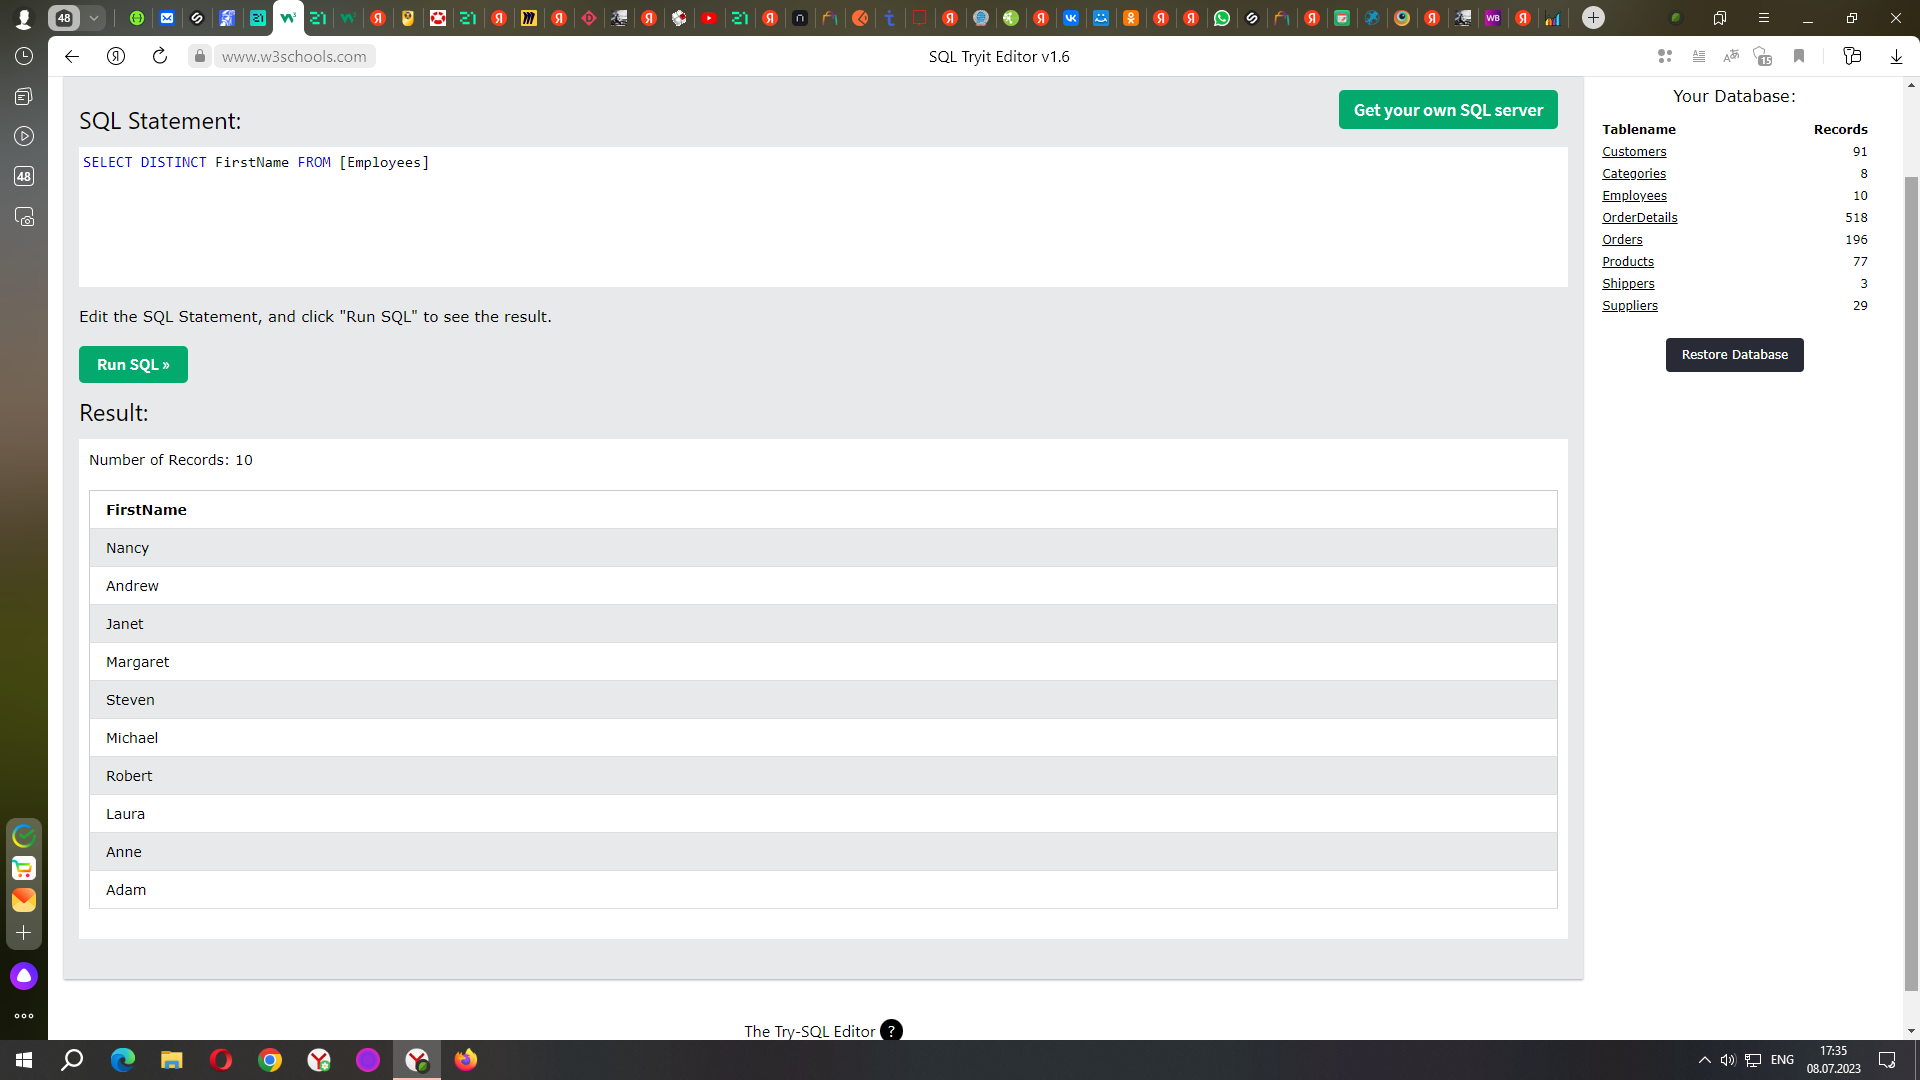 48
www.w3schools.com
SQL Tryit Editor v1.6
15
48
SQL Statement:
Get your own SQL server
SELECT DISTINCT FirstName FROM [Employees]
Edit the SQL Statement, and click "Run SQL" to see the result.
Run SQL »
Result:
Number of Records: 10
FirstName
Nancy
Andrew
Janet
Margaret
Steven
Michael
Robert
Laura
Anne
Adam
The Try-SQL Editor ?
Your Database:
Tablename Records
Customers 91
Categories 8
Employees 10
OrderDetails 518
Orders 196
Products 77
Shippers 3
Suppliers 29
Restore Database
ENG
17:35
08.07.2023